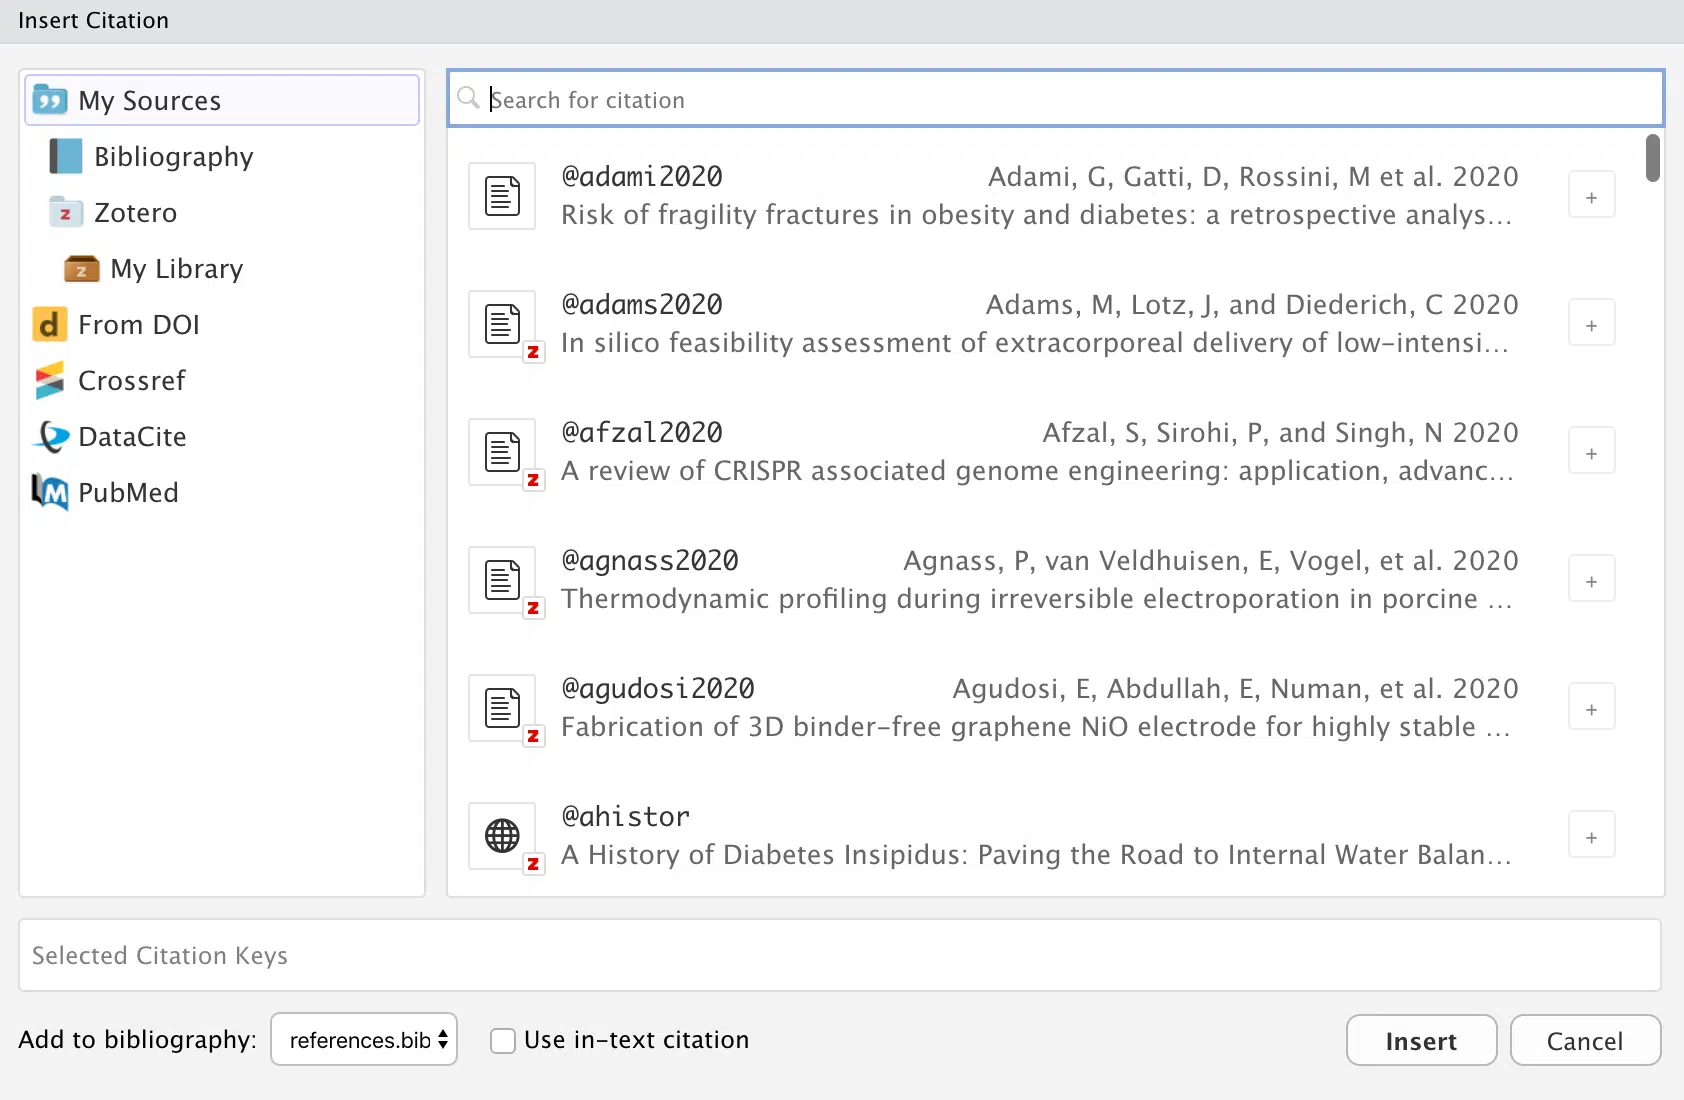 Insert Citation
My Sources
Bibliography
Zotero
My Library
From DOI
Crossref
DataCite
PubMed
Search for citation
@adami2020 Adami, G, Gatti, D, Rossini, M et al. 2020
Risk of fragility fractures in obesity and diabetes: a retrospective analys...
+
@adams2020 Adams, M, Lotz, J, and Diederich, C 2020
In silico feasibility assessment of extracorporeal delivery of low-intensi...
+
@afzal2020 Afzal, S, Sirohi, P, and Singh, N 2020
A review of CRISPR associated genome engineering: application, advanc...
+
@agnass2020 Agnass, P, van Veldhuisen, E, Vogel, et al. 2020
Thermodynamic profiling during irreversible electroporation in porcine ...
+
@agudosi2020 Agudosi, E, Abdullah, E, Numan, et al. 2020
Fabrication of 3D binder-free graphene NiO electrode for highly stable ...
+
@ahistor
A History of Diabetes Insipidus: Paving the Road to Internal Water Balan...
+
Selected Citation Keys
Add to bibliography: references.bib Use in-text citation Insert Cancel